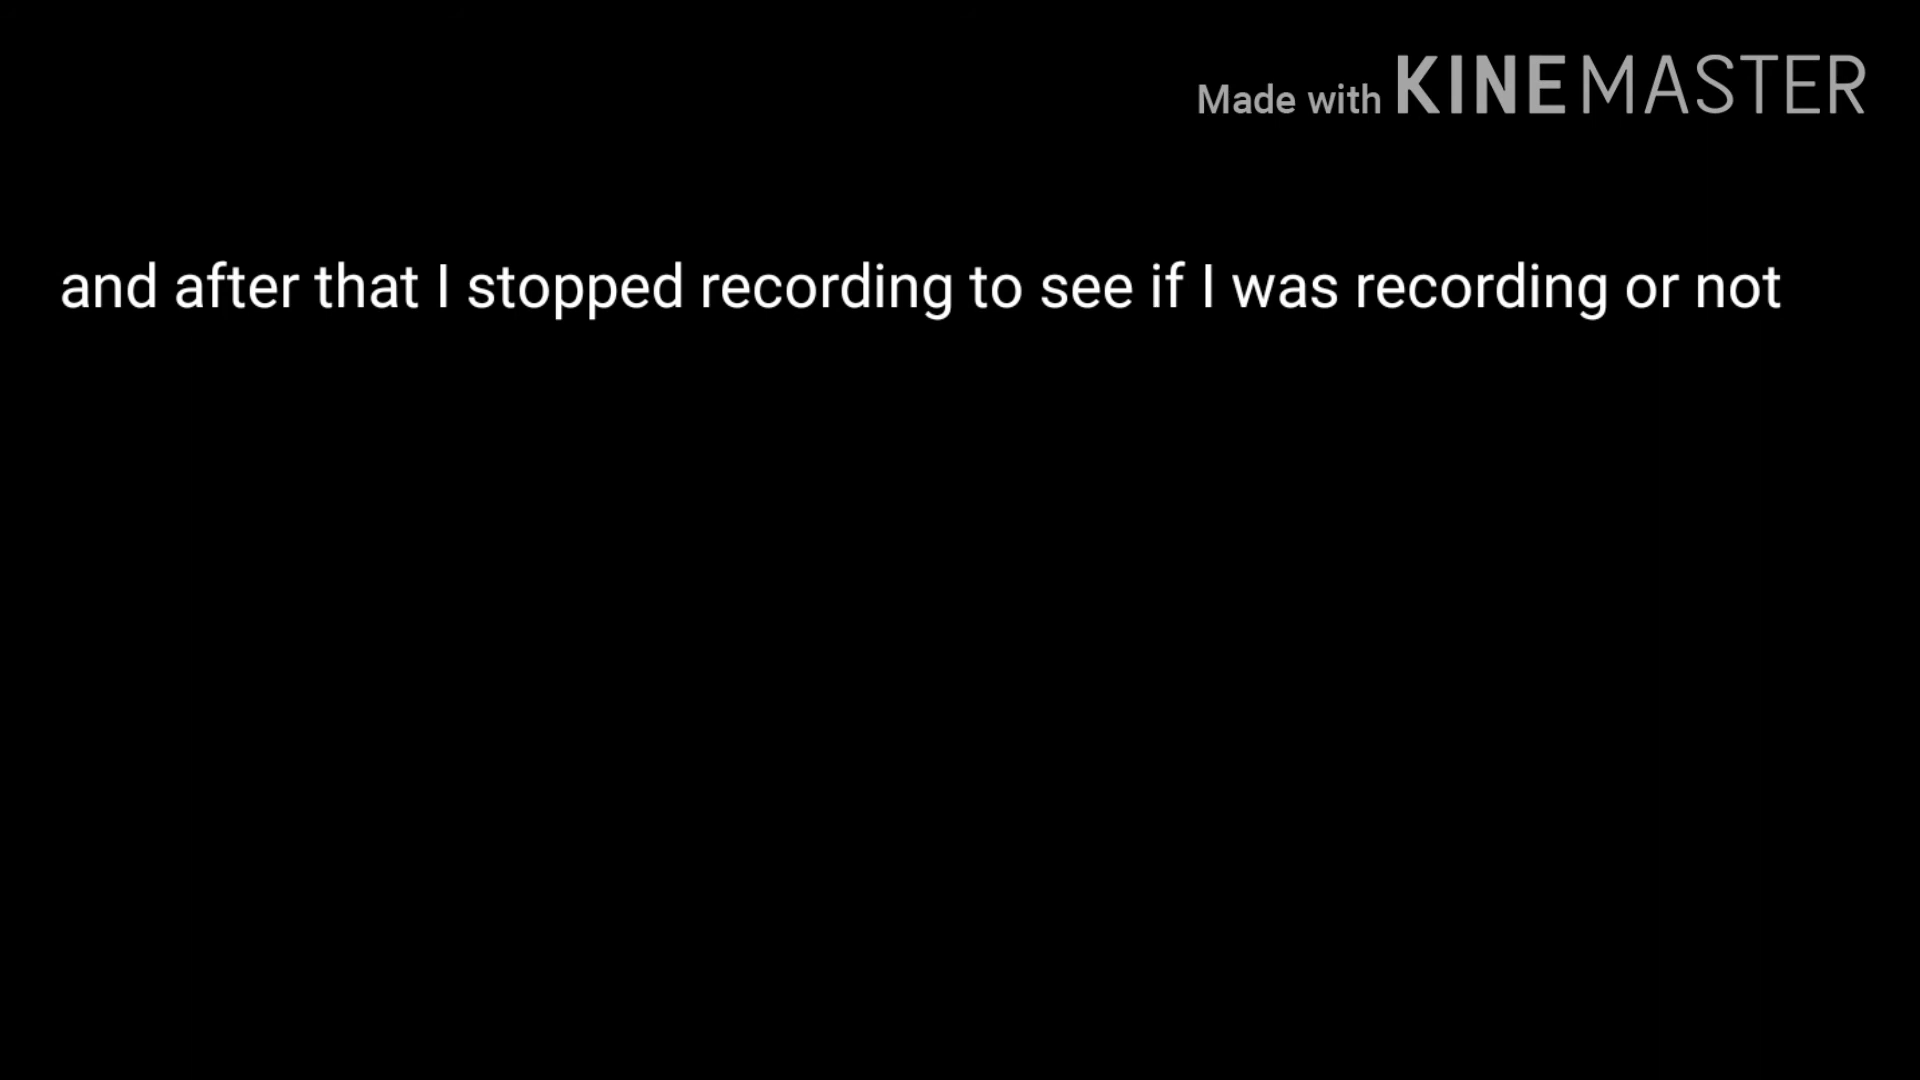 Made with KINEMASTER
and after that I stopped recording to see if I was recording or not